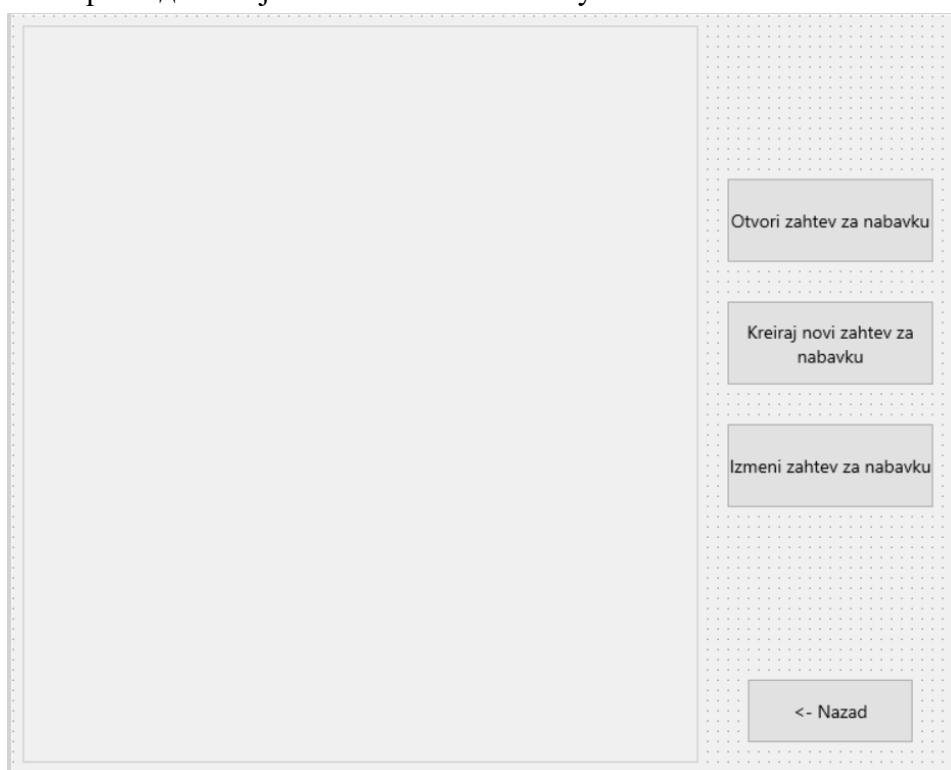 Otvori zahtev za nabavku
Kreiraj novi zahtev za
nabavku
Izmeni zahtev za nabavku
<- Nazad